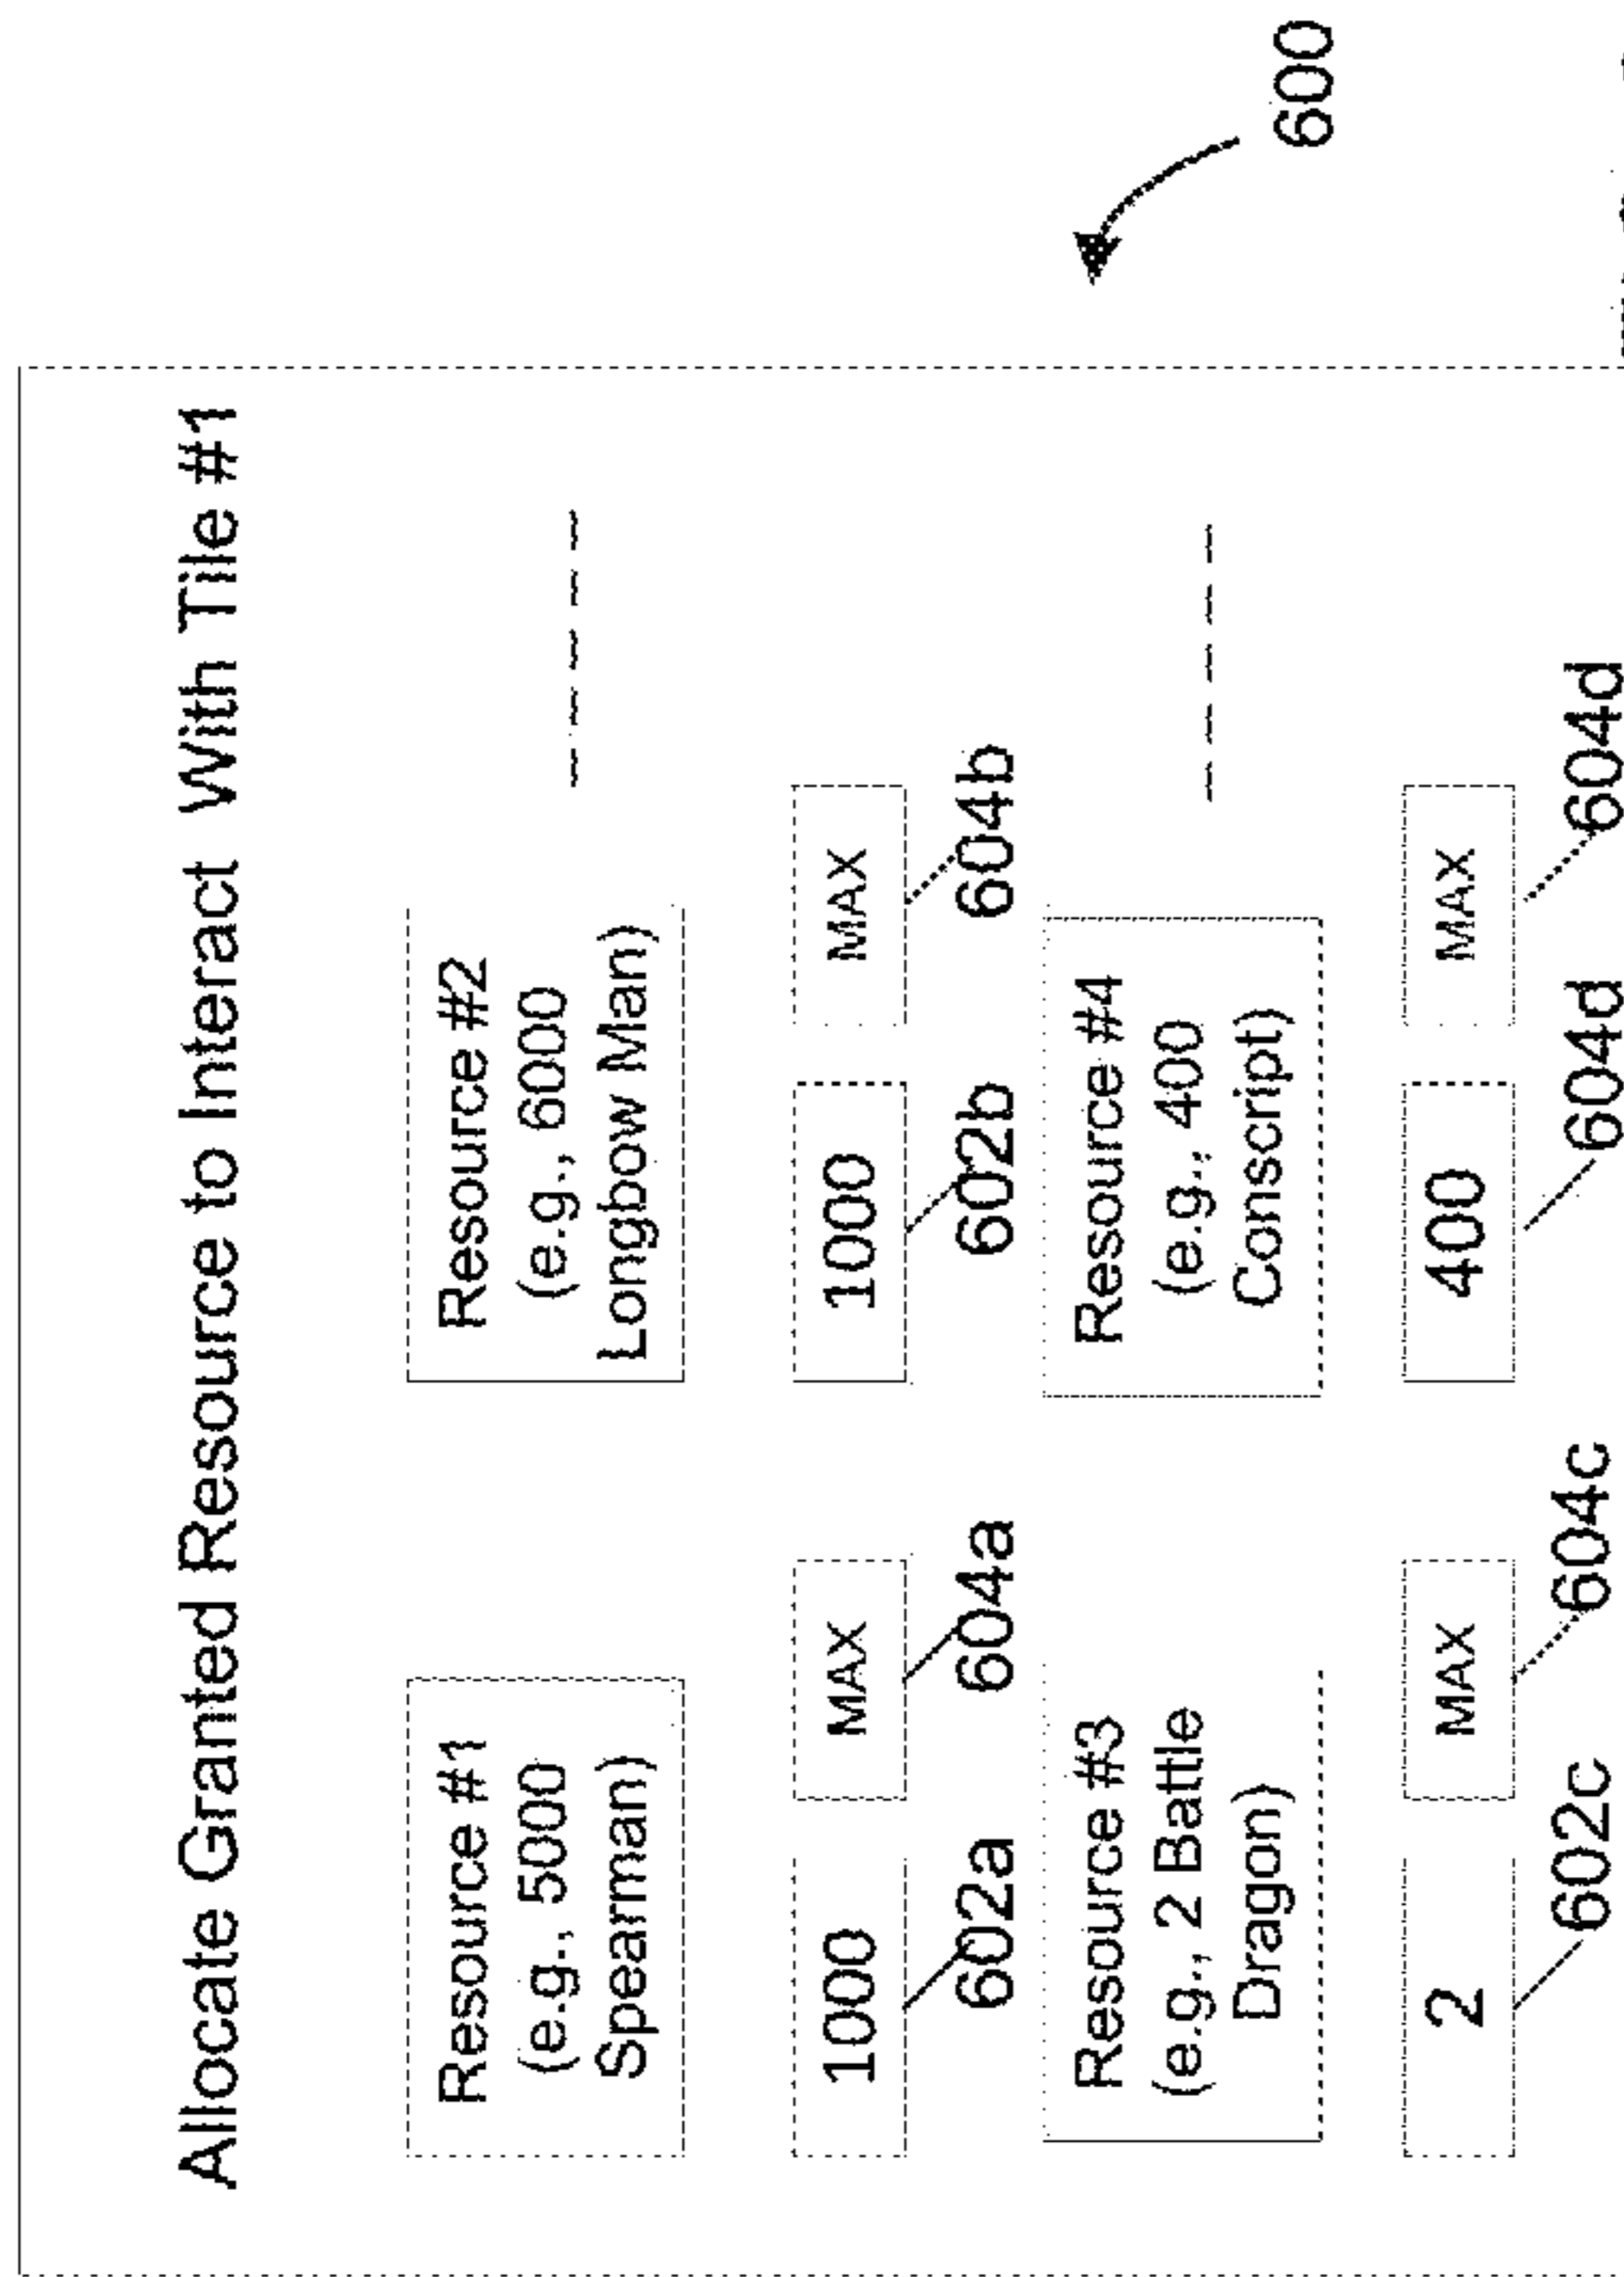 Allocate Granted Resource to Interact With Tile #1
Resource #1
(e.g., 5000
Spearman)
Resource #2
(e.g., 6000
Longbow Man)
1000
MAX
1000
MAX
602a
604a
602b
604b
Resource #3
(e.g., 2 Battle
Dragon)
Resource #4
(e.g., 400
Conscript)
2
MAX
400
MAX
602c
604c
604d
604d
600